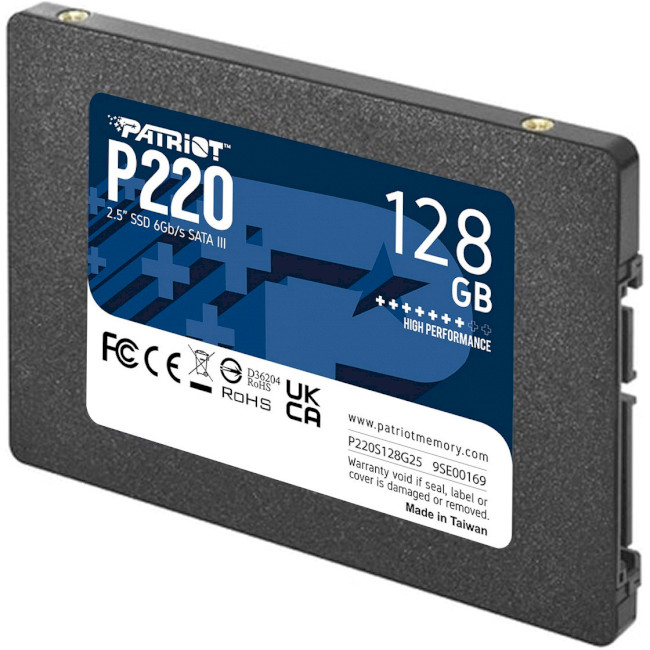 PATRIOT™
P220
2.5" SSD 6Gb/s SATA III
128
GB
HIGH PERFORMANCE
FC CE
D36204
RoHS
RoHS
UK
CA
www.patriotmemory.com
P220S128G25 9SE00169
Warranty void if seal, label or
cover is damaged or removed.
Made in Taiwan